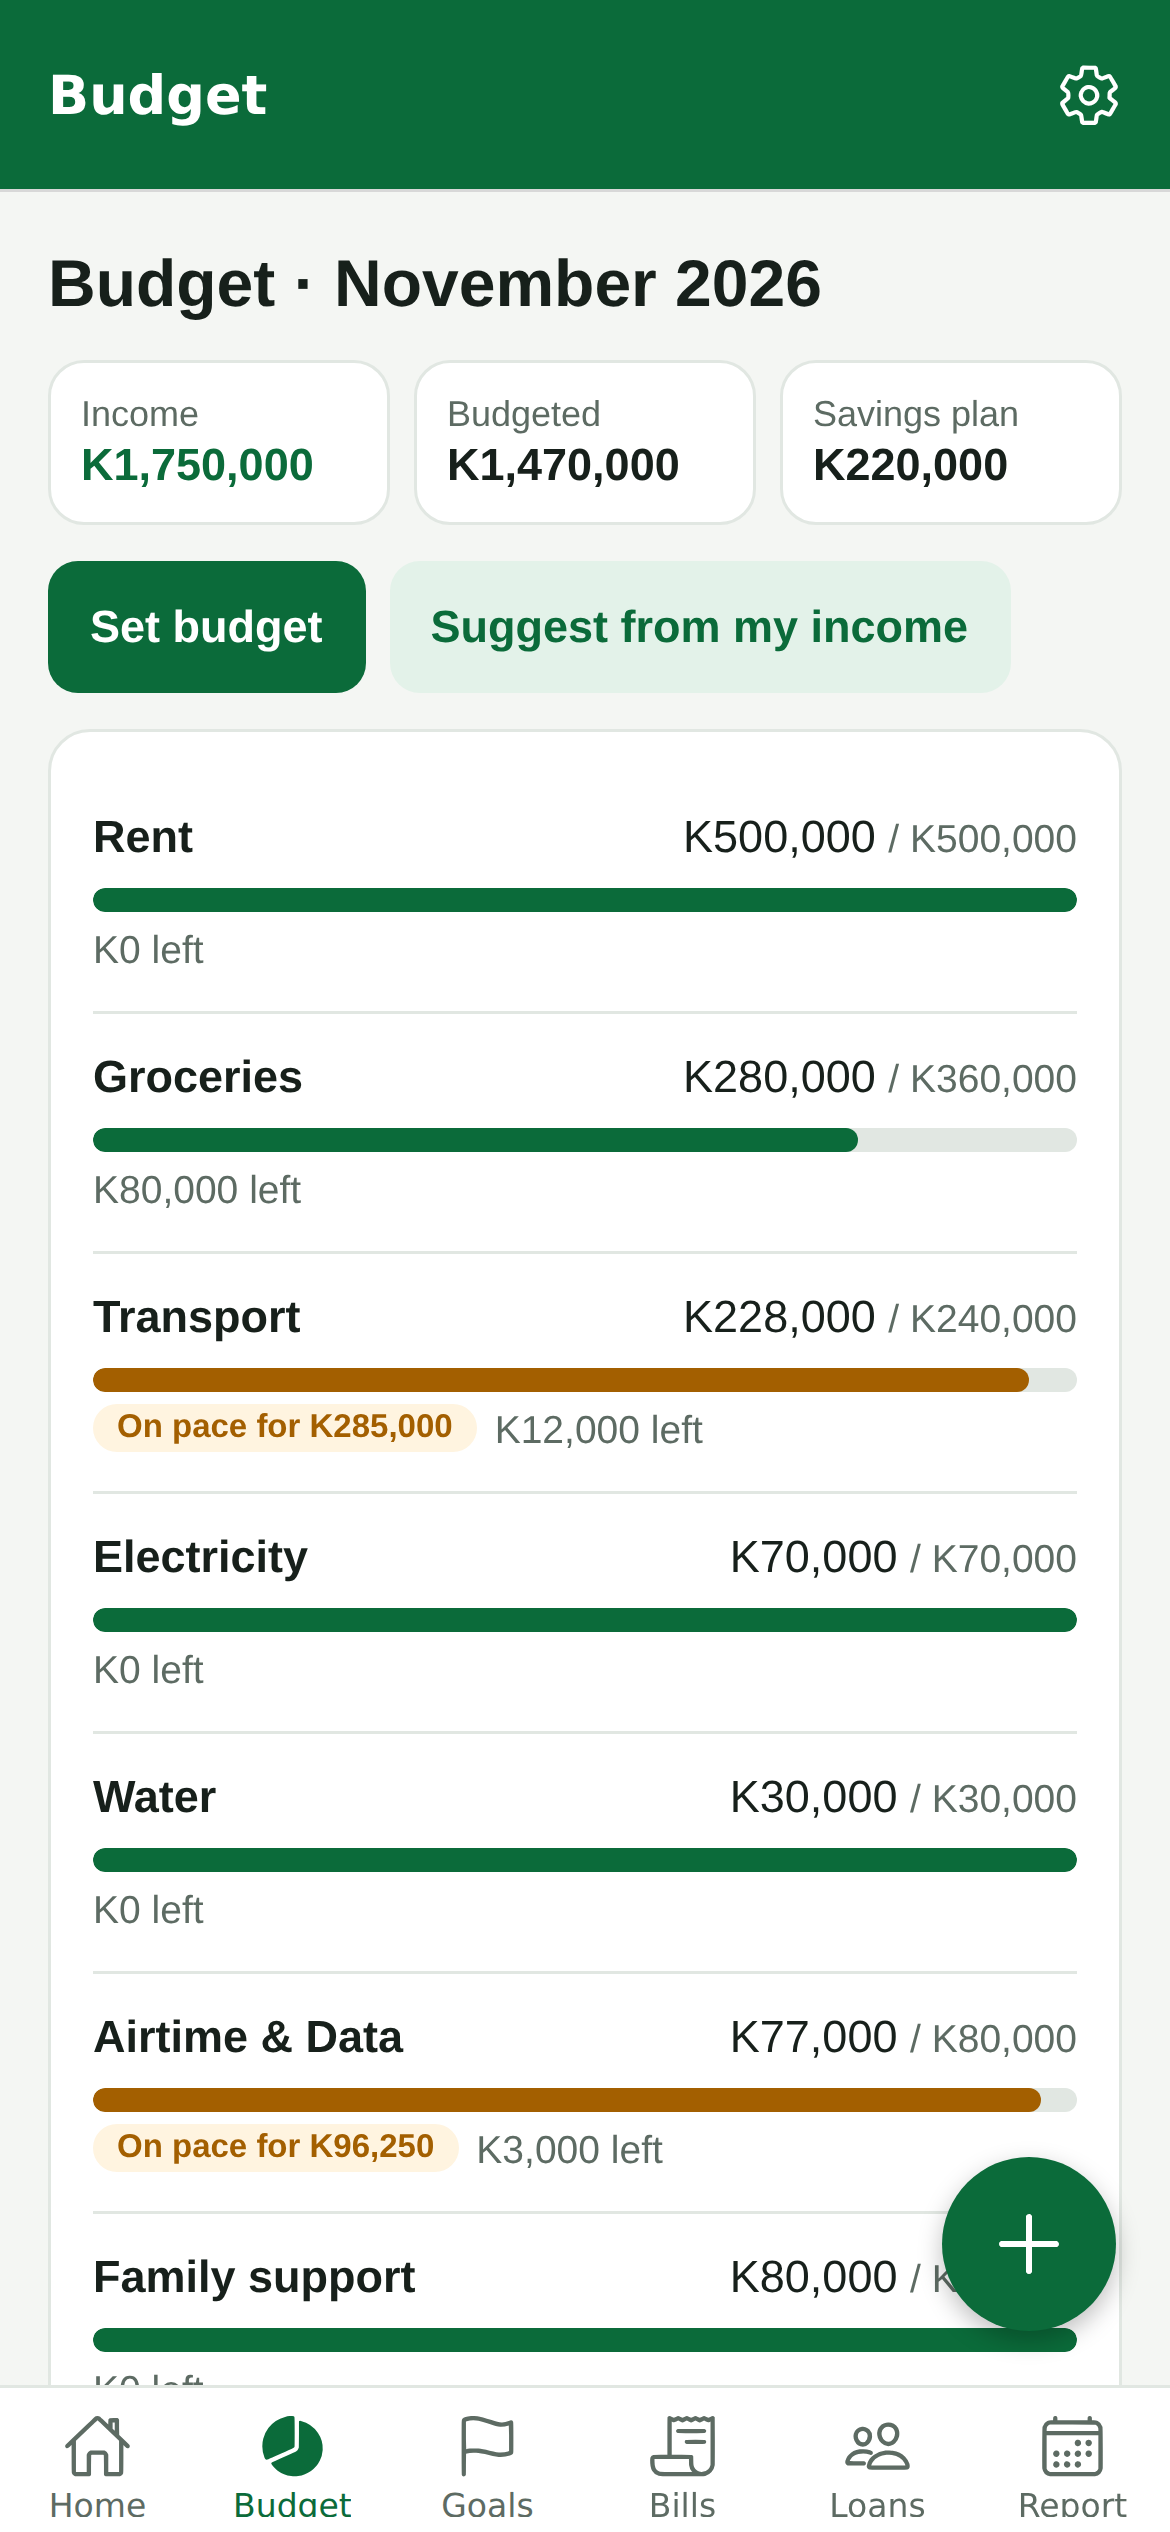 Budget
Budget · November 2026
Income Budgeted Savings plan
K1,750,000 K1,470,000 K220,000
Set budget Suggest from my income
Rent K500,000 / K500,000
K0 left
Groceries K280,000 / K360,000
K80,000 left
Transport K228,000 / K240,000
On pace for K285,000 K12,000 left
Electricity K70,000 / K70,000
K0 left
Water K30,000 / K30,000
K0 left
Airtime & Data K77,000 / K80,000
On pace for K96,250 K3,000 left
Family support K80,000 /
K0 left
Home Budget Goals Bills Loans Report